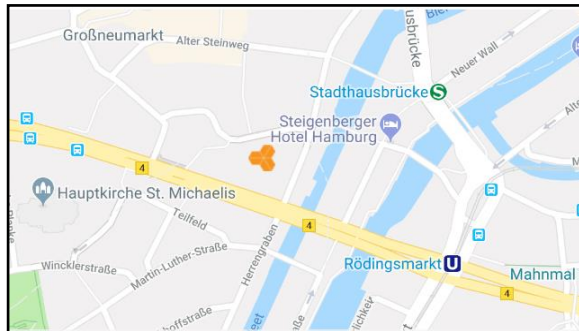 Großneumarkt
Alter Steinweg
usbrücke
Neuer Wall
Stadthausbrücke
S
Steigenberger
Hotel Hamburg
4
Hauptkirche St. Michaelis
Teilfeld
4
Herrengraben
Martin-Luther-Straße
Wincklerstraße
Rödingsmarkt
U
Mahnmal
4